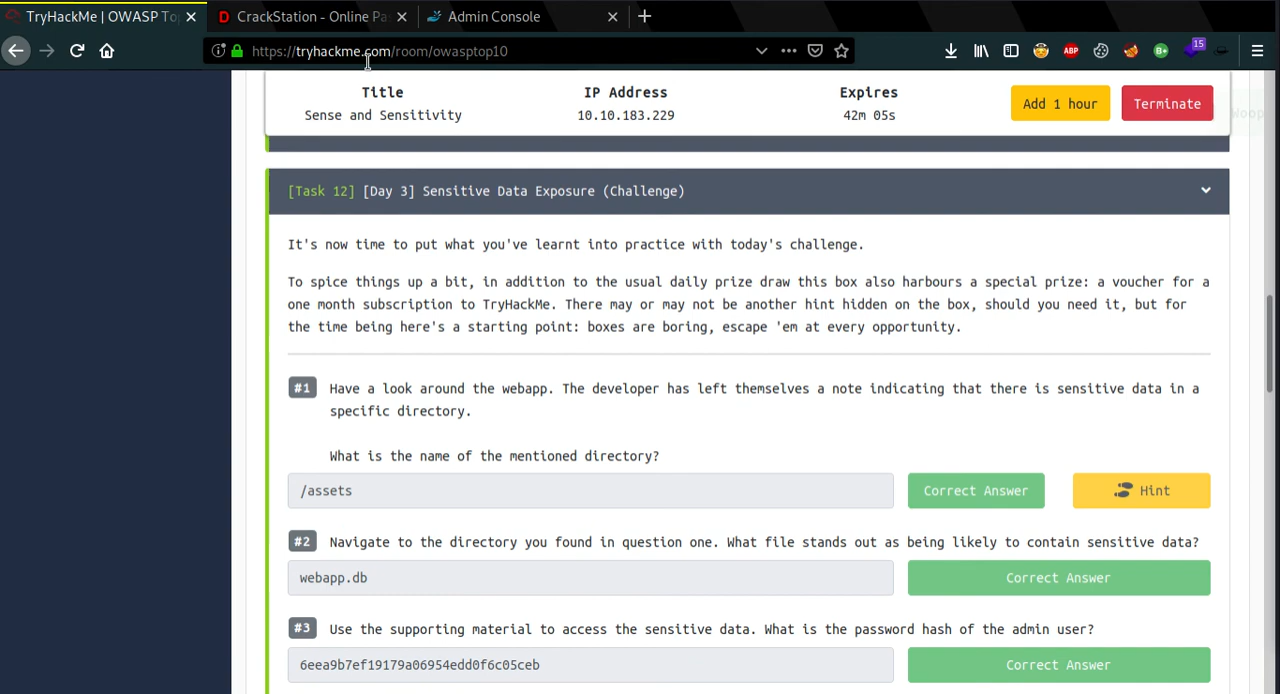 TryHackMe | OWASP To
CrackStation - Online Pa
Admin Console
https://tryhackme.com/room/owasptop10
ABP
B+
15
Title
IP Address
Expires
Sense and Sensitivity
10.10.183.229
42m 05s
Add 1 hour
Terminate
Woop
[Task 12] [Day 3] Sensitive Data Exposure (Challenge)
It's now time to put what you've learnt into practice with today's challenge.
To spice things up a bit, in addition to the usual daily prize draw this box also harbours a special prize: a voucher for a
one month subscription to TryHackMe. There may or may not be another hint hidden on the box, should you need it, but for
the time being here's a starting point: boxes are boring, escape 'em at every opportunity.
#1 Have a look around the webapp. The developer has left themselves a note indicating that there is sensitive data in a
specific directory.
What is the name of the mentioned directory?
/assets
Correct Answer
Hint
#2 Navigate to the directory you found in question one. What file stands out as being likely to contain sensitive data?
webapp.db
Correct Answer
#3 Use the supporting material to access the sensitive data. What is the password hash of the admin user?
6eea9b7ef19179a06954edd0f6c05ceb
Correct Answer